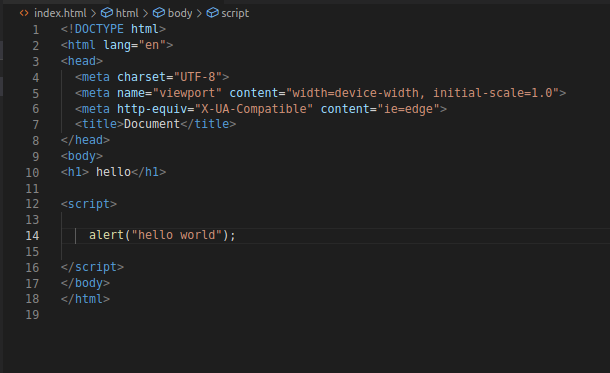 index.html > html > body > script
1 <!DOCTYPE html>
2 <html lang="en">
3 <head>
4   <meta charset="UTF-8">
5   <meta name="viewport" content="width=device-width, initial-scale=1.0">
6   <meta http-equiv="X-UA-Compatible" content="ie=edge">
7   <title>Document</title>
8 </head>
9 <body>
10 <h1> hello</h1>
11
12 <script>
13
14     alert("hello world");
15
16 </script>
17 </body>
18 </html>
19